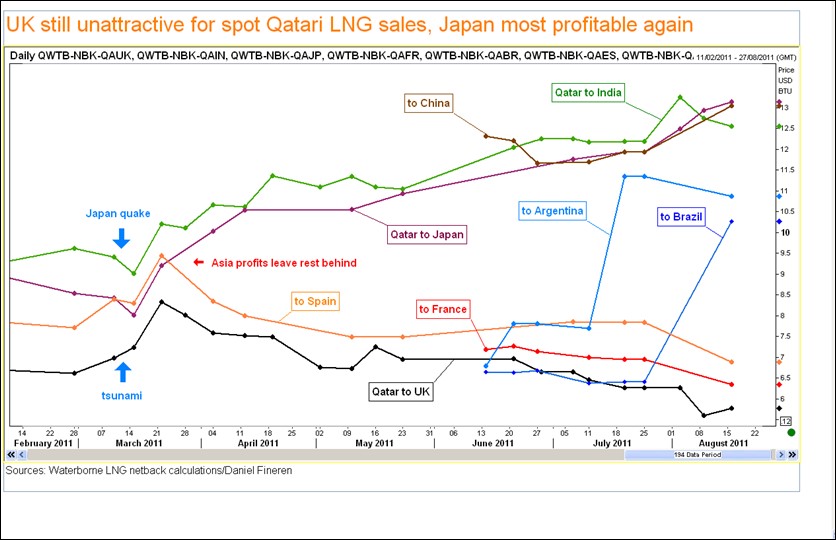 UK still unattractive for spot Qatari LNG sales, Japan most profitable again
Daily QWTB-NBK-QAUK, QWTB-NBK-QAIN, QWTB-NBK-QAJP, QWTB-NBK-QAFR, QWTB-NBK-QABR, QWTB-NBK-QAES, QWTB-NBK-Q. 11/02/2011 - 27/08/2011 (GMT)
Price
USD
BTU
to China
Qatar to India
13
12.5
12
11.5
11
10.5
10
9.5
9
8.5
8
7.5
7
6.5
6
.12
Japan quake
Qatar to Japan
to Argentina
to Brazil
Asia profits leave rest behind
to Spain
to France
Qatar to UK
tsunami
14 22 28 07 14 21 28 04 11 18 25 02 09 16 23 31 06 13 20 27 05 11 18 25 01 08 15 22
February 2011 March 2011 April 2011 May 2011 June 2011 July 2011 August 2011
194 Data Period
Sources: Waterborne LNG netback calculations/Daniel Fineren